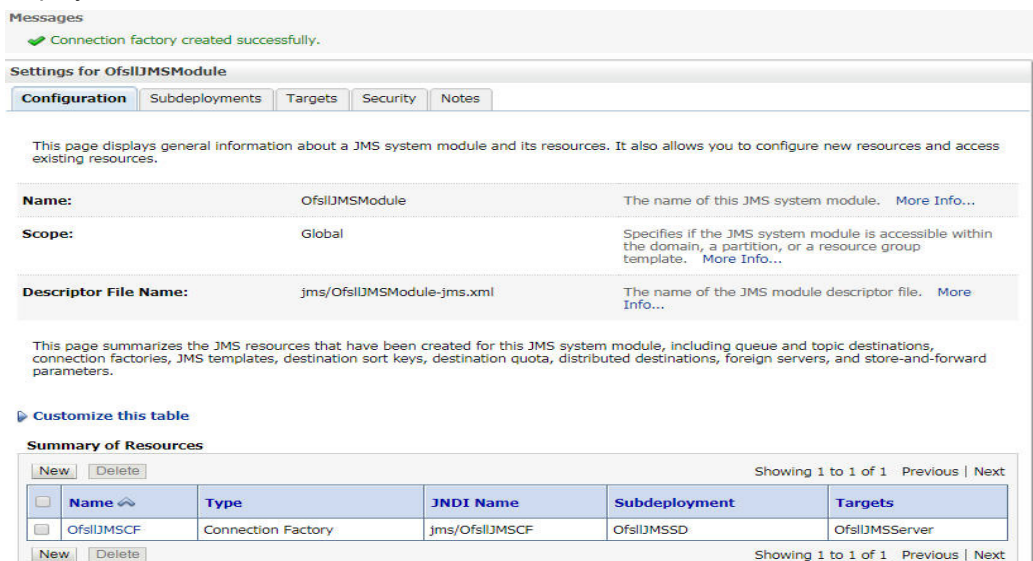 Messages
Connection factory created successfully.
Settings for OfsllJMSModule
Configuration Subdeployments Targets Security Notes
This page displays general information about a JMS system module and its resources. It also allows you to configure new resources and access
existing resources.
Name: OfsllJMSModule The name of this JMS system module. More Info...
Scope: Global Specifies if the JMS system module is accessible within
the domain, a partition, or a resource group
template. More Info...
Descriptor File Name: jms/OfsllJMSModule-jms.xml The name of the JMS module descriptor file. More
Info...
This page summarizes the JMS resources that have been created for this JMS system module, including queue and topic destinations,
connection factories, JMS templates, destination sort keys, destination quota, distributed destinations, foreign servers, and store-and-forward
parameters.
Customize this table
Summary of Resources
New Delete Showing 1 to 1 of 1 Previous | Next
Name Type JNDI Name Subdeployment Targets
OfsllJMSCF Connection Factory jms/OfsllJMSCF OfsllJMSSD OfsllJMSServer
New Delete Showing 1 to 1 of 1 Previous | Next